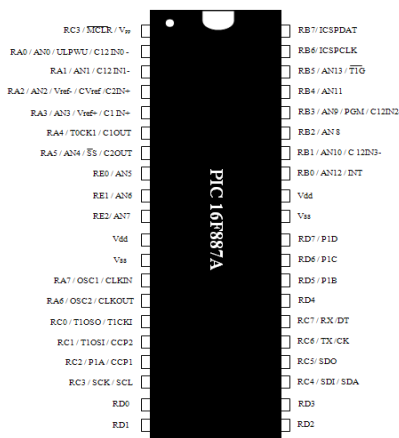 RC3 / MCLR / Vpp
RA0 / AN0 / ULPWU / C12 IN0 -
RA1 / AN1 / C12 IN1-
RA2 / AN2 / Vref- / CVref /C2IN+
RA3 / AN3 / Vref+ / C1 IN+
RA4 / T0CK1 / C1OUT
RA5 / AN4 / SS / C2OUT
RE0 / AN5
RE1 / AN6
RE2/ AN7
Vdd
Vss
RA7 / OSC1 / CLKIN
RA6 / OSC2 / CLKOUT
RC0 / T1OSO / T1CKI
RC1 / T1OSI / CCP2
RC2 / P1A / CCP1
RC3 / SCK / SCL
RD0
RD1
PIC 16F887A
RB7/ ICSPDAT
RB6/ ICSPCLK
RB5 / AN13 / T1G
RB4 / AN11
RB3 / AN9 / PGM / C12IN2
RB2 / AN 8
RB1 / AN10 / C 12IN3-
RB0 / AN12 / INT
Vdd
Vss
RD7 / P1D
RD6 / P1C
RD5 / P1B
RD4
RC7 / RX /DT
RC6 / TX /CK
RC5/ SDO
RC4 / SDI / SDA
RD3
RD2